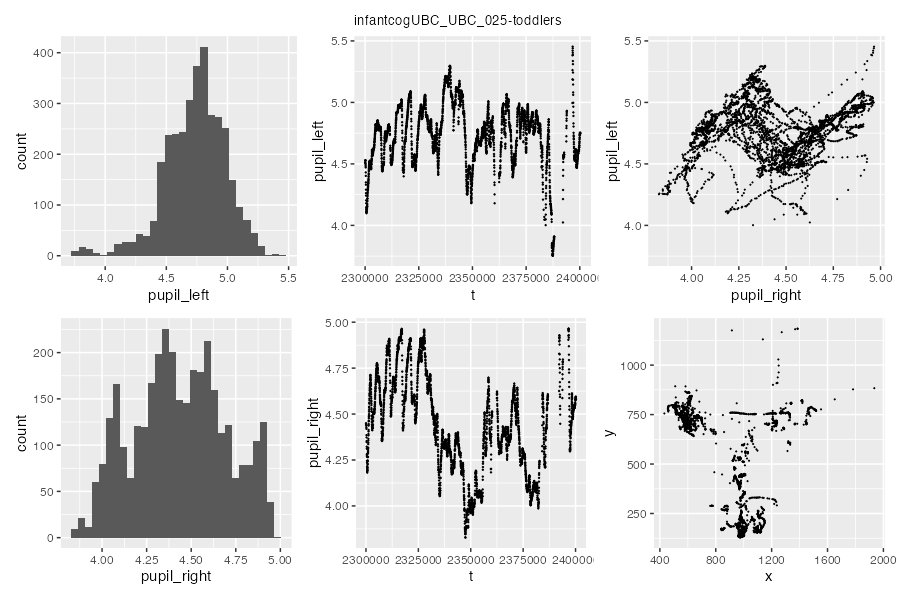 infantcogUBC_UBC_025-toddlers
count
400
300
200
100
0
4.0 4.5 5.0 5.5
pupil_left
pupil_left
5.5
5.0
4.5
4.0
2300000 2325000 2350000 2375000 2400000
t
pupil_left
5.5
5.0
4.5
4.0
4.00 4.25 4.50 4.75 5.00
pupil_right
count
200
150
100
50
0
4.00 4.25 4.50 4.75 5.00
pupil_right
pupil_right
5.00
4.75
4.50
4.25
4.00
2300000 2325000 2350000 2375000 2400000
t
y
1000
750
500
250
400 800 1200 1600 2000
x